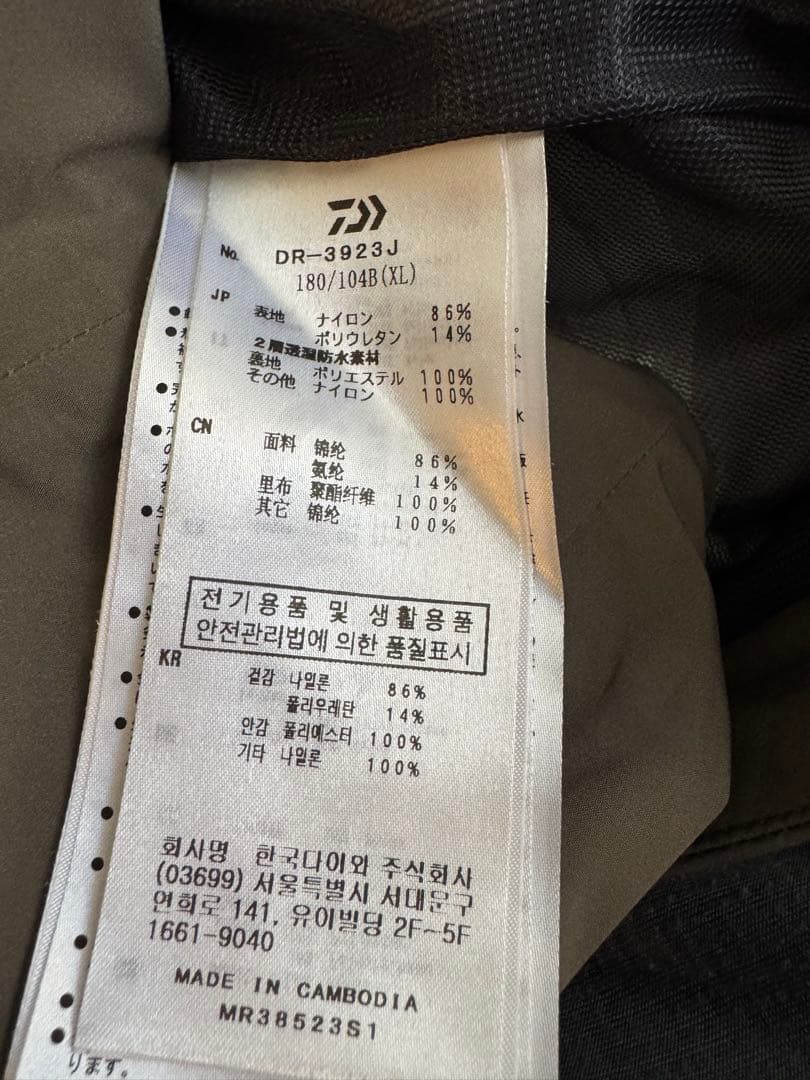 No. DR-3923J
180/104B(XL)
JP
表地 ナイロン 86%
ポリウレタン 14%
2層透湿防水素材
裏地 ポリエステル 100%
その他 ナイロン 100%
CN
面料 锦纶 86%
氨纶 14%
里布 聚酯纤维 100%
其它 锦纶 100%
전기용품 및 생활용품
안전관리법에 의한 품질표시
KR
겉감 나일론 86%
폴리우레탄 14%
안감 폴리에스터 100%
기타 나일론 100%
회사명 한국다이와 주식회사
(03699) 서울특별시 서대문구
연희로 141, 유이빌딩 2F~5F
1661-9040
MADE IN CAMBODIA
MR38523S1
ります。